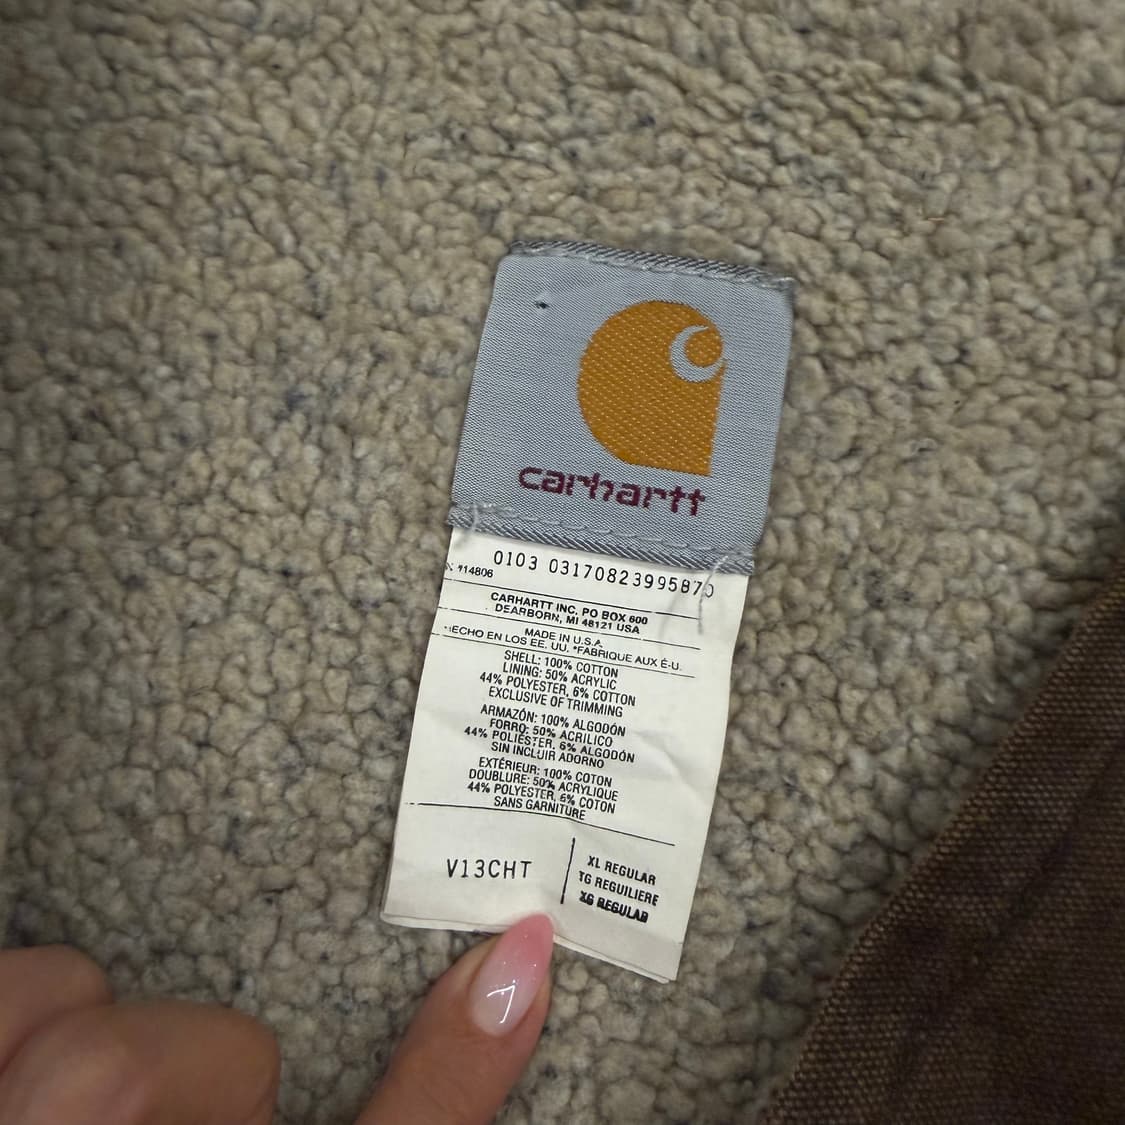 carhartt
0103 03170823995870
14806
CARHARTT INC, PO BOX 600
DEARBORN, MI 48121 USA
MADE IN U.S.A.
HECHO EN LOS EE. UU. *FABRIQUE AUX É-U.
SHELL: 100% COTTON
LINING: 50% ACRYLIC
44% POLYESTER, 6% COTTON
EXCLUSIVE OF TRIMMING
ARMAZÓN: 100% ALGODÓN
FORRO: 50% ACRILICO
44% POLIÉSTER, 6% ALGODÓN
SIN INCLUIR ADORNO
EXTÉRIEUR: 100% COTON
DOUBLURE: 50% ACRYLIQUE
44% POLYESTER, 6% COTON
SANS GARNITURE
V13CHT
XL REGULAR
TG REGULIERE
XG REGULAR